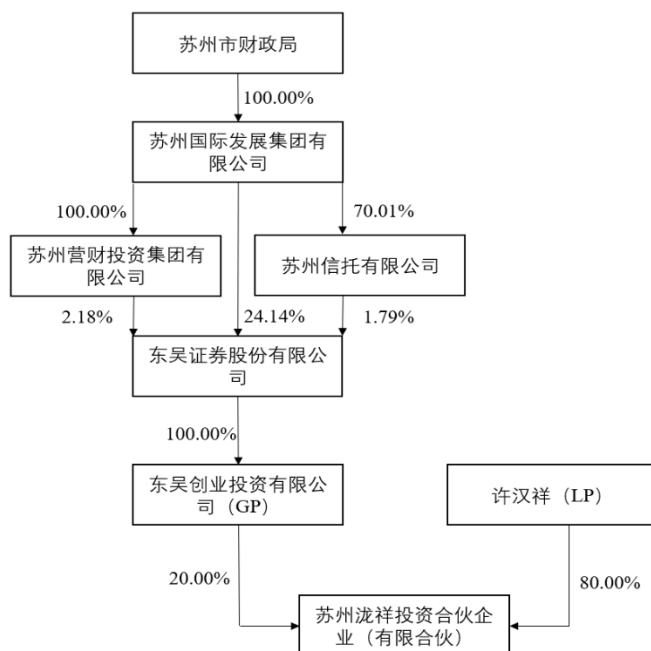 苏州市财政局
100.00%
苏州国际发展集团有
限公司
100.00%
70.01%
苏州营财投资集团有
限公司
苏州信托有限公司
2.18%
24.14%
1.79%
东吴证券股份有限公
司
100.00%
东吴创业投资有限公
司（GP）
许汉祥（LP）
20.00%
80.00%
苏州泷祥投资合伙企
业（有限合伙）